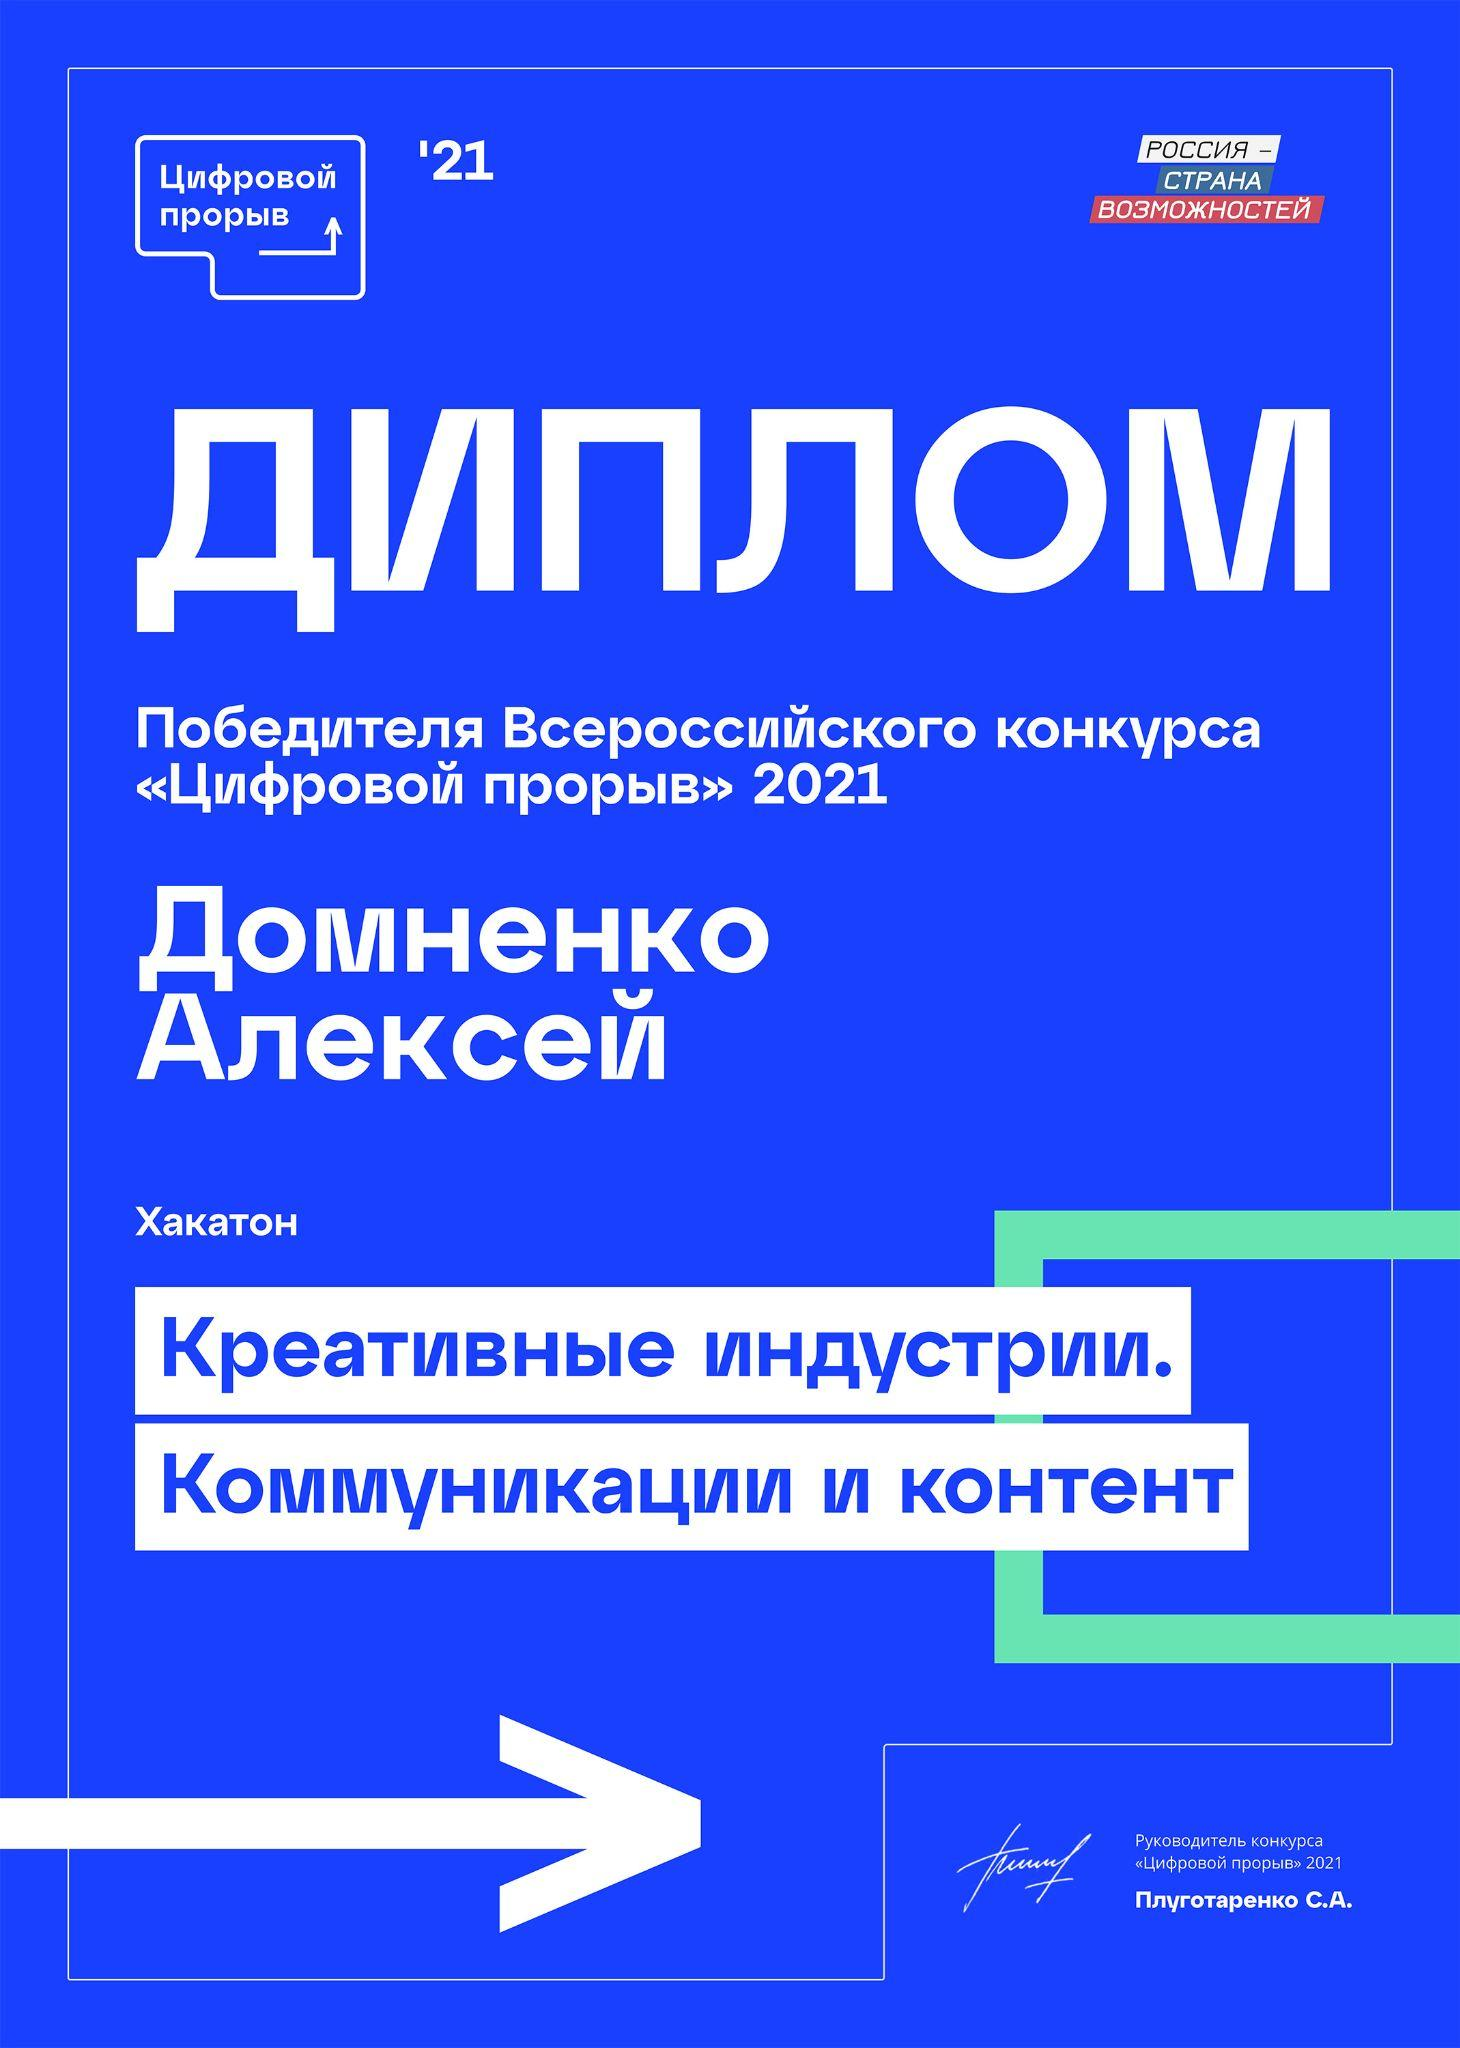 Цифровой
прорыв
'21
РОССИЯ –
СТРАНА
ВОЗМОЖНОСТЕЙ
ДИПЛОМ
Победителя Всероссийского конкурса
«Цифровой прорыв» 2021
Домненко
Алексей
Хакатон
Креативные индустрии.
Коммуникации и контент
Руководитель конкурса
«Цифровой прорыв» 2021
Плуготаренко С.А.